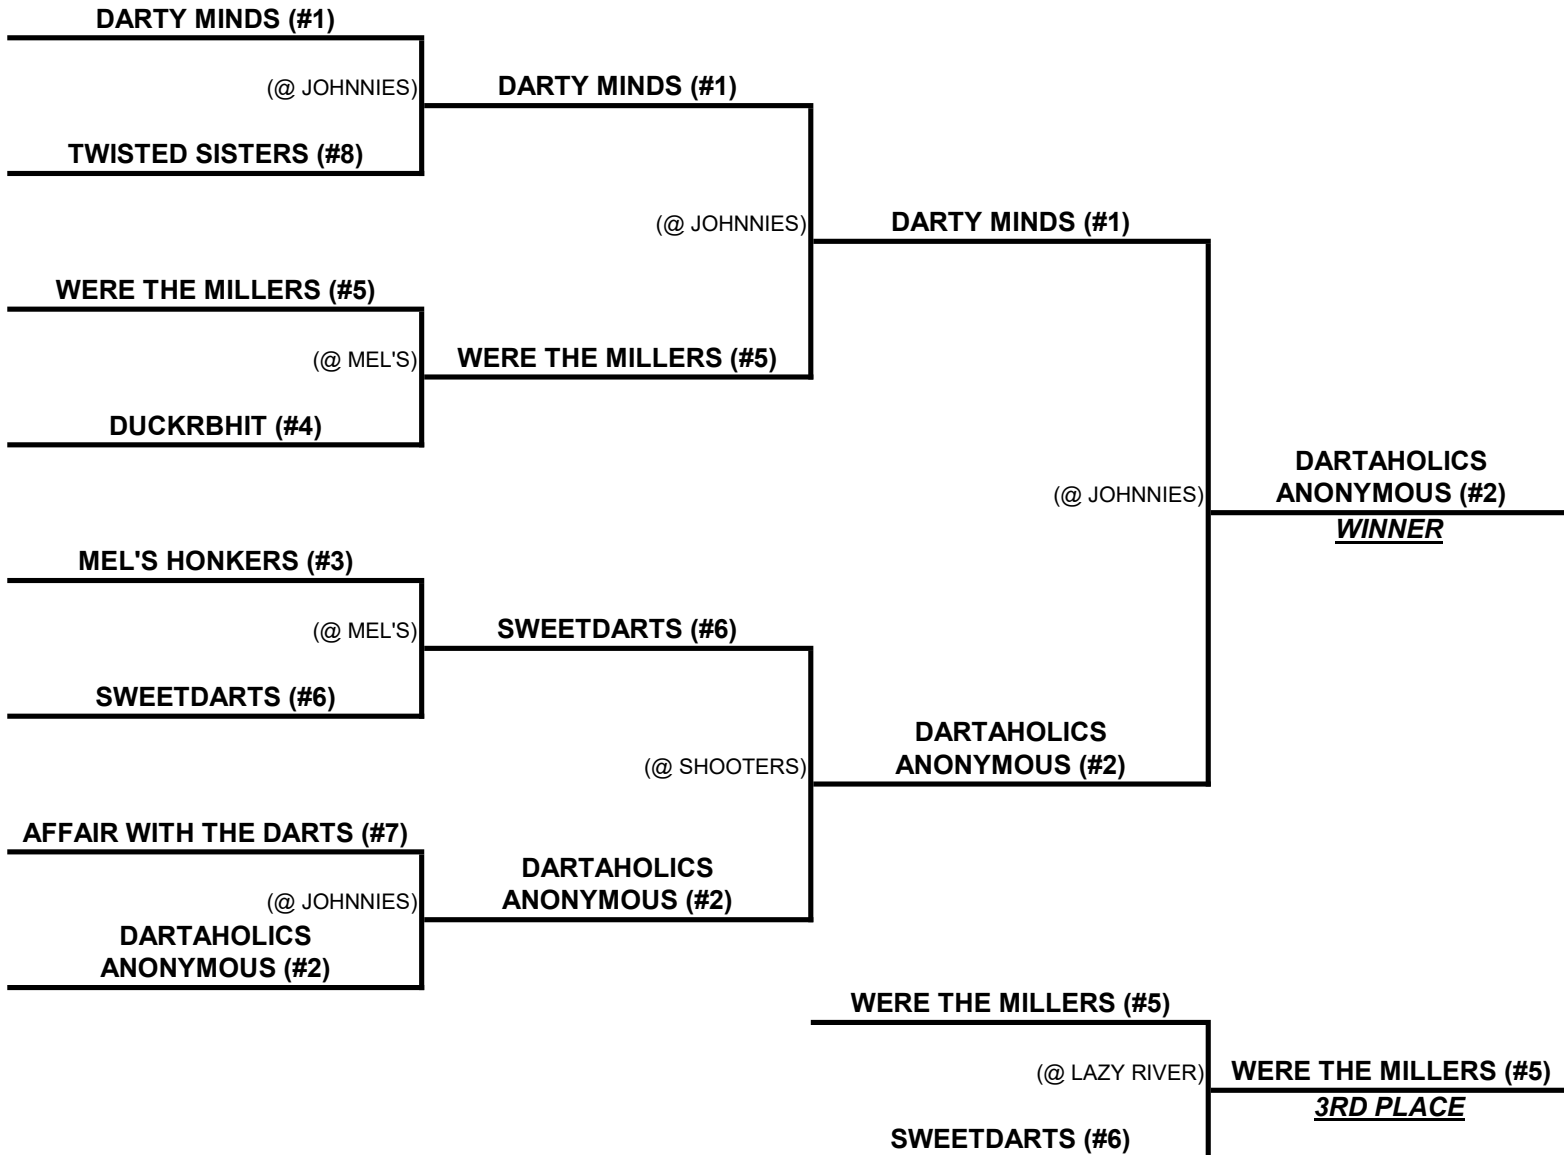 DARTY MINDS (#1)
(@ JOHNNIES)
DARTY MINDS (#1)
TWISTED SISTERS (#8)
(@ JOHNNIES)
DARTY MINDS (#1)
WERE THE MILLERS (#5)
(@ MEL'S)
WERE THE MILLERS (#5)
DUCKRBHIT (#4)
(@ JOHNNIES)
DARTAHOLICS
ANONYMOUS (#2)
WINNER
MEL'S HONKERS (#3)
(@ MEL'S)
SWEETDARTS (#6)
SWEETDARTS (#6)
(@ SHOOTERS)
DARTAHOLICS
ANONYMOUS (#2)
AFFAIR WITH THE DARTS (#7)
(@ JOHNNIES)
DARTAHOLICS
ANONYMOUS (#2)
DARTAHOLICS
ANONYMOUS (#2)
WERE THE MILLERS (#5)
(@ LAZY RIVER)
WERE THE MILLERS (#5)
3RD PLACE
SWEETDARTS (#6)